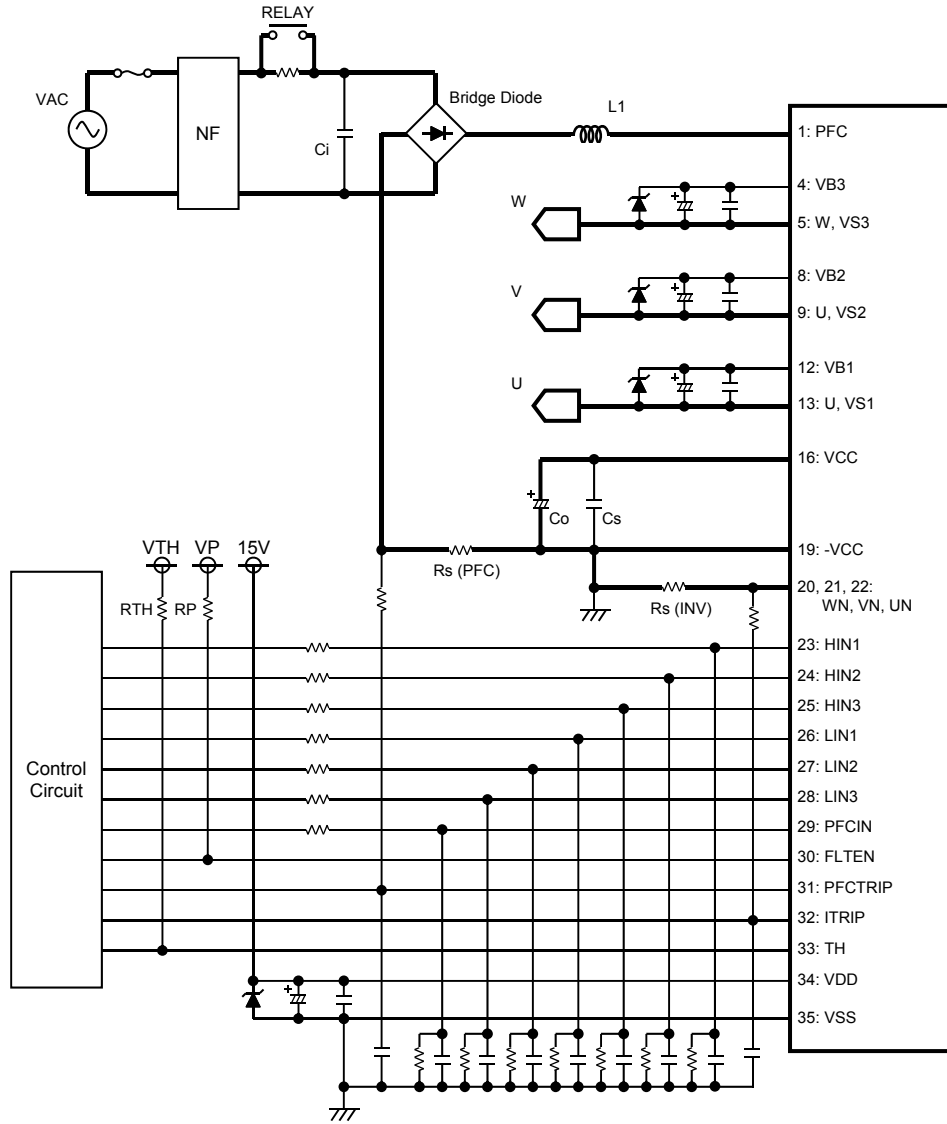 RELAY
VAC
NF
Ci
Bridge Diode
L1
1: PFC
4: VB3
W
5: W, VS3
8: VB2
V
9: U, VS2
12: VB1
U
13: U, VS1
16: VCC
+
+
+
+
Co
Cs
VTH
VP
15V
19: -VCC
Rs (PFC)
RTH
RP
Rs (INV)
20, 21, 22:
WN, VN, UN
23: HIN1
24: HIN2
25: HIN3
26: LIN1
Control
Circuit
27: LIN2
28: LIN3
29: PFCIN
30: FLTEN
31: PFCTRIP
32: ITRIP
33: TH
34: VDD
+
35: VSS